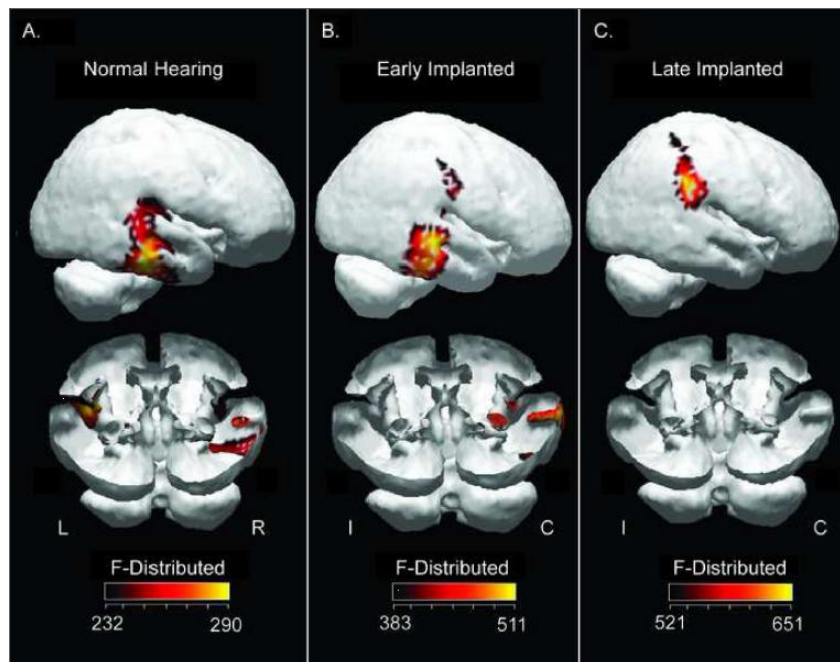 A.
Normal Hearing
L R
F-Distributed
232 290
B.
Early Implanted
I C
F-Distributed
383 511
C.
Late Implanted
I C
F-Distributed
521 651